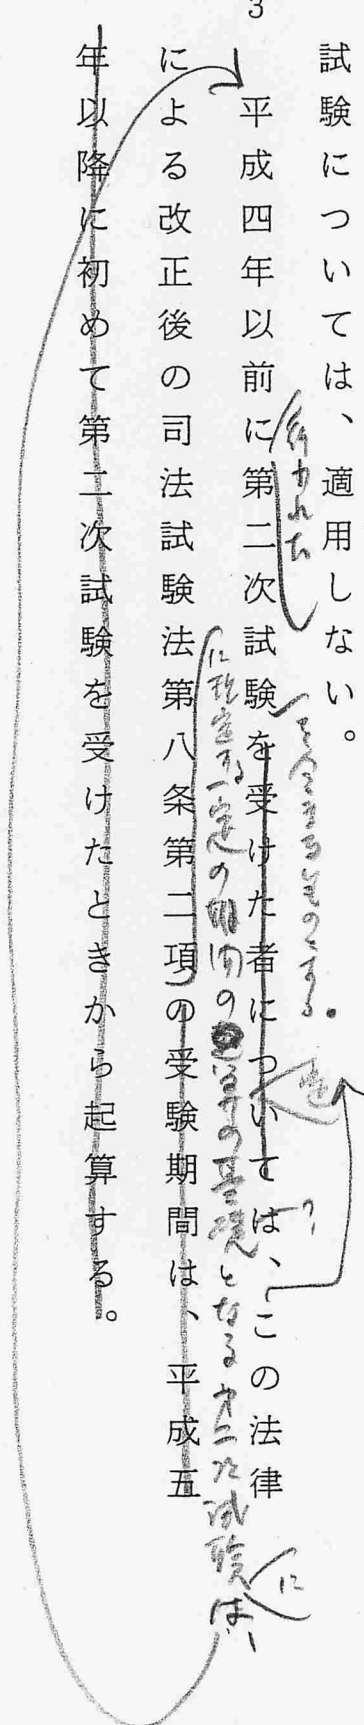 試験については、適用しない。
3
平成四年以前に第二次試験を受けた者については、この法律
行われた
を含まないものとする。
による改正後の司法試験法第八条第二項の受験期間は、平成五
に規定する一定の期間の
の基礎となる第二次試験
に
は、
年以降に初めて第二次試験を受けたときから起算する。